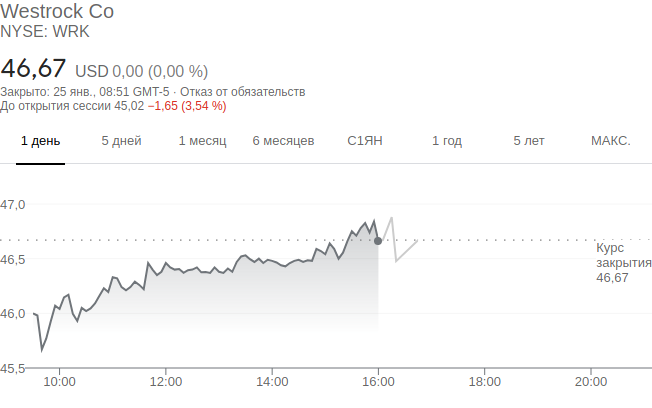 Westrock Co
NYSE: WRK
46,67 USD 0,00 (0,00 %)
Закрыто: 25 янв., 08:51 GMT-5 · Отказ от обязательств
До открытия сессии 45,02 −1,65 (3,54 %)
1 день 5 дней 1 месяц 6 месяцев С1ЯН 1 год 5 лет МАКС.
47,0
Курс
закрытия
46,67
46,5
46,0
45,5
10:00 12:00 14:00 16:00 18:00 20:00